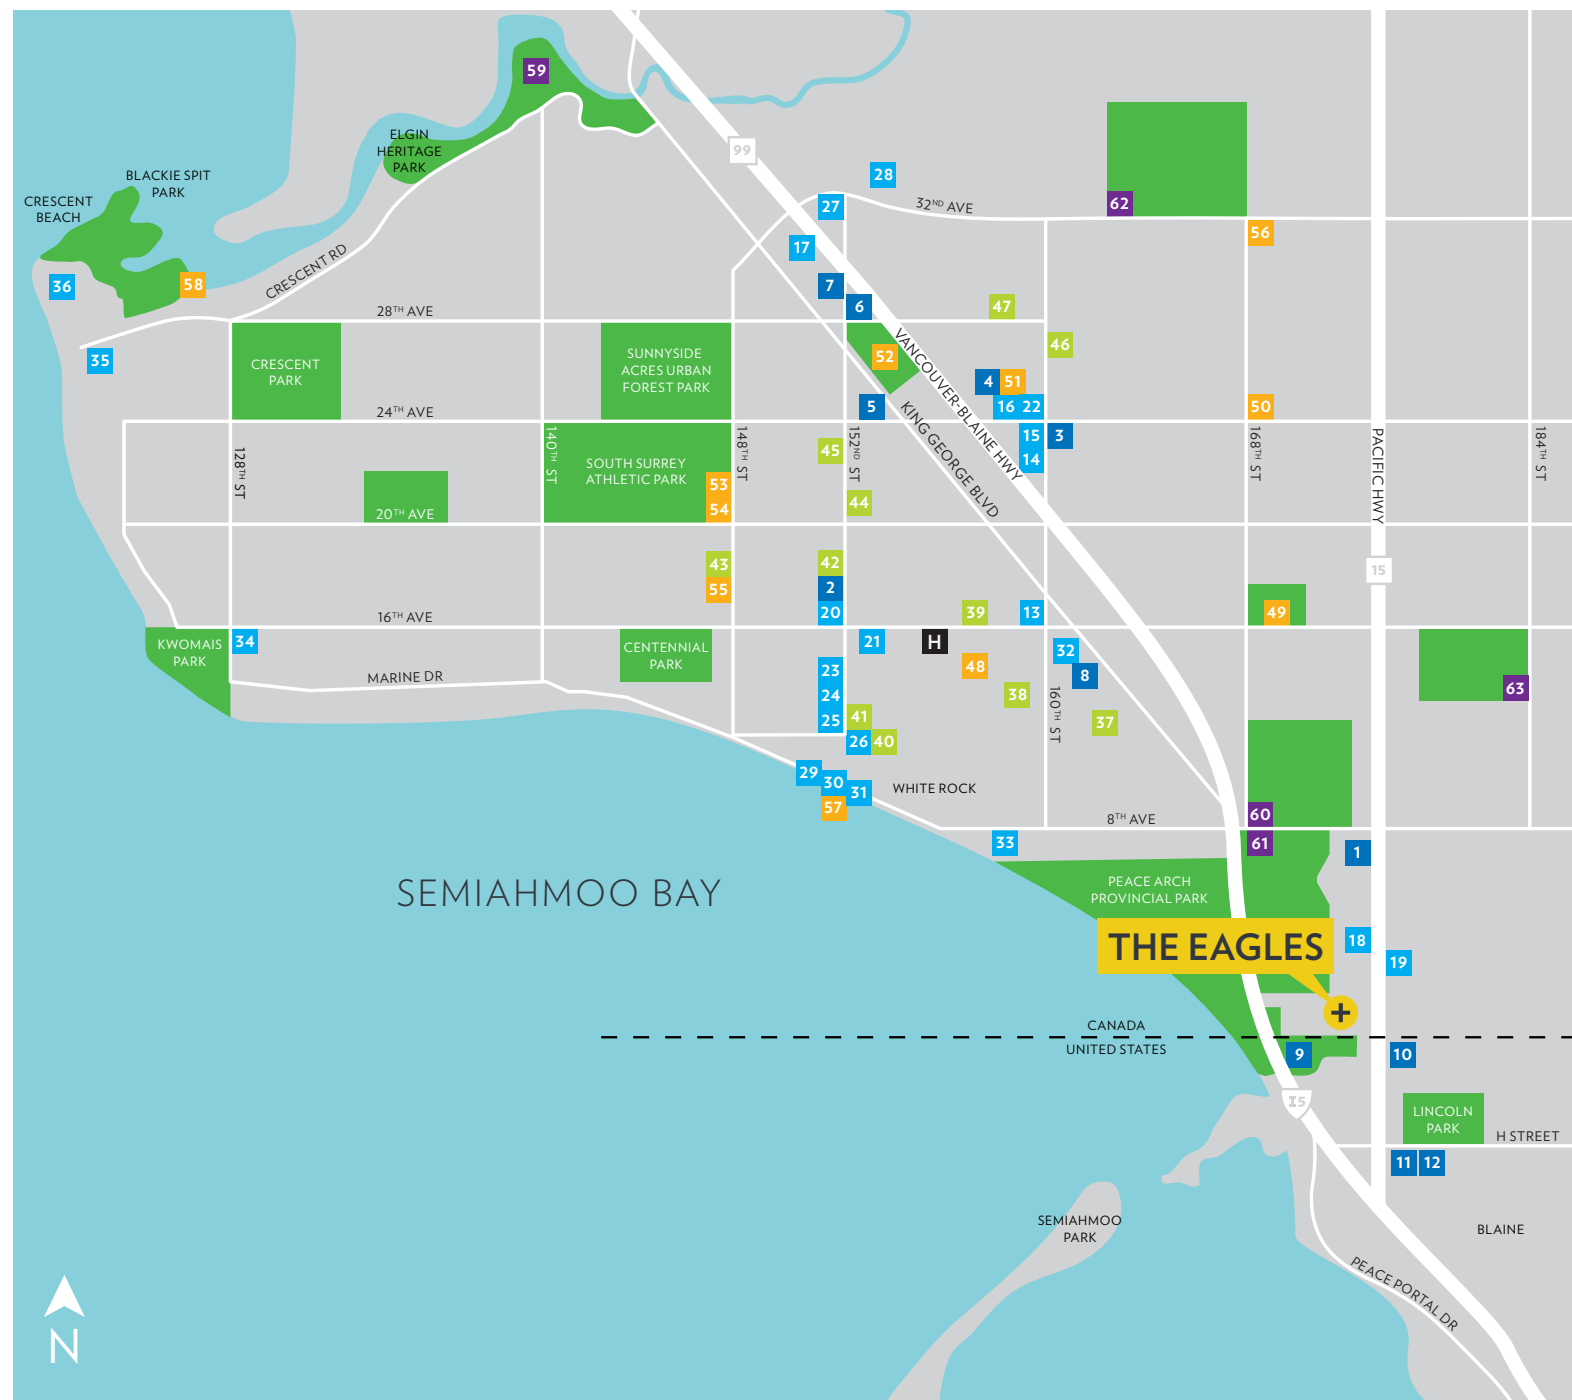 59
99
ELGIN
HERITAGE
PARK
BLACKIE SPIT
PARK
28
CRESCENT
BEACH
27
32ND AVE
62
56
17
CRESCENT RD
36
58
7
6
47
28TH AVE
VANCOUVER-BLAINE HWY
46
35
CRESCENT
PARK
SUNNYSIDE
ACRES URBAN
FOREST PARK
52
4
51
5
16
22
50
24TH AVE
KING GEORGE BLVD
128TH ST
140TH ST
148TH ST
152ND ST
168TH ST
PACIFIC HWY
184TH ST
15
3
45
14
SOUTH SURREY
ATHLETIC PARK
53
54
44
20TH AVE
43
42
15
55
2
20
39
13
49
16TH AVE
KWOMAIS
PARK
34
CENTENNIAL
PARK
21
H
32
23
48
8
MARINE DR
24
38
160TH ST
63
25
41
37
26
40
29
30
31
WHITE ROCK
57
8TH AVE
60
33
61
1
SEMIAHMOO BAY
PEACE ARCH
PROVINCIAL PARK
THE EAGLES
18
19
CANADA
UNITED STATES
9
10
I5
LINCOLN
PARK
H STREET
11
12
SEMIAHMOO
PARK
BLAINE
PEACE PORTAL DR
N